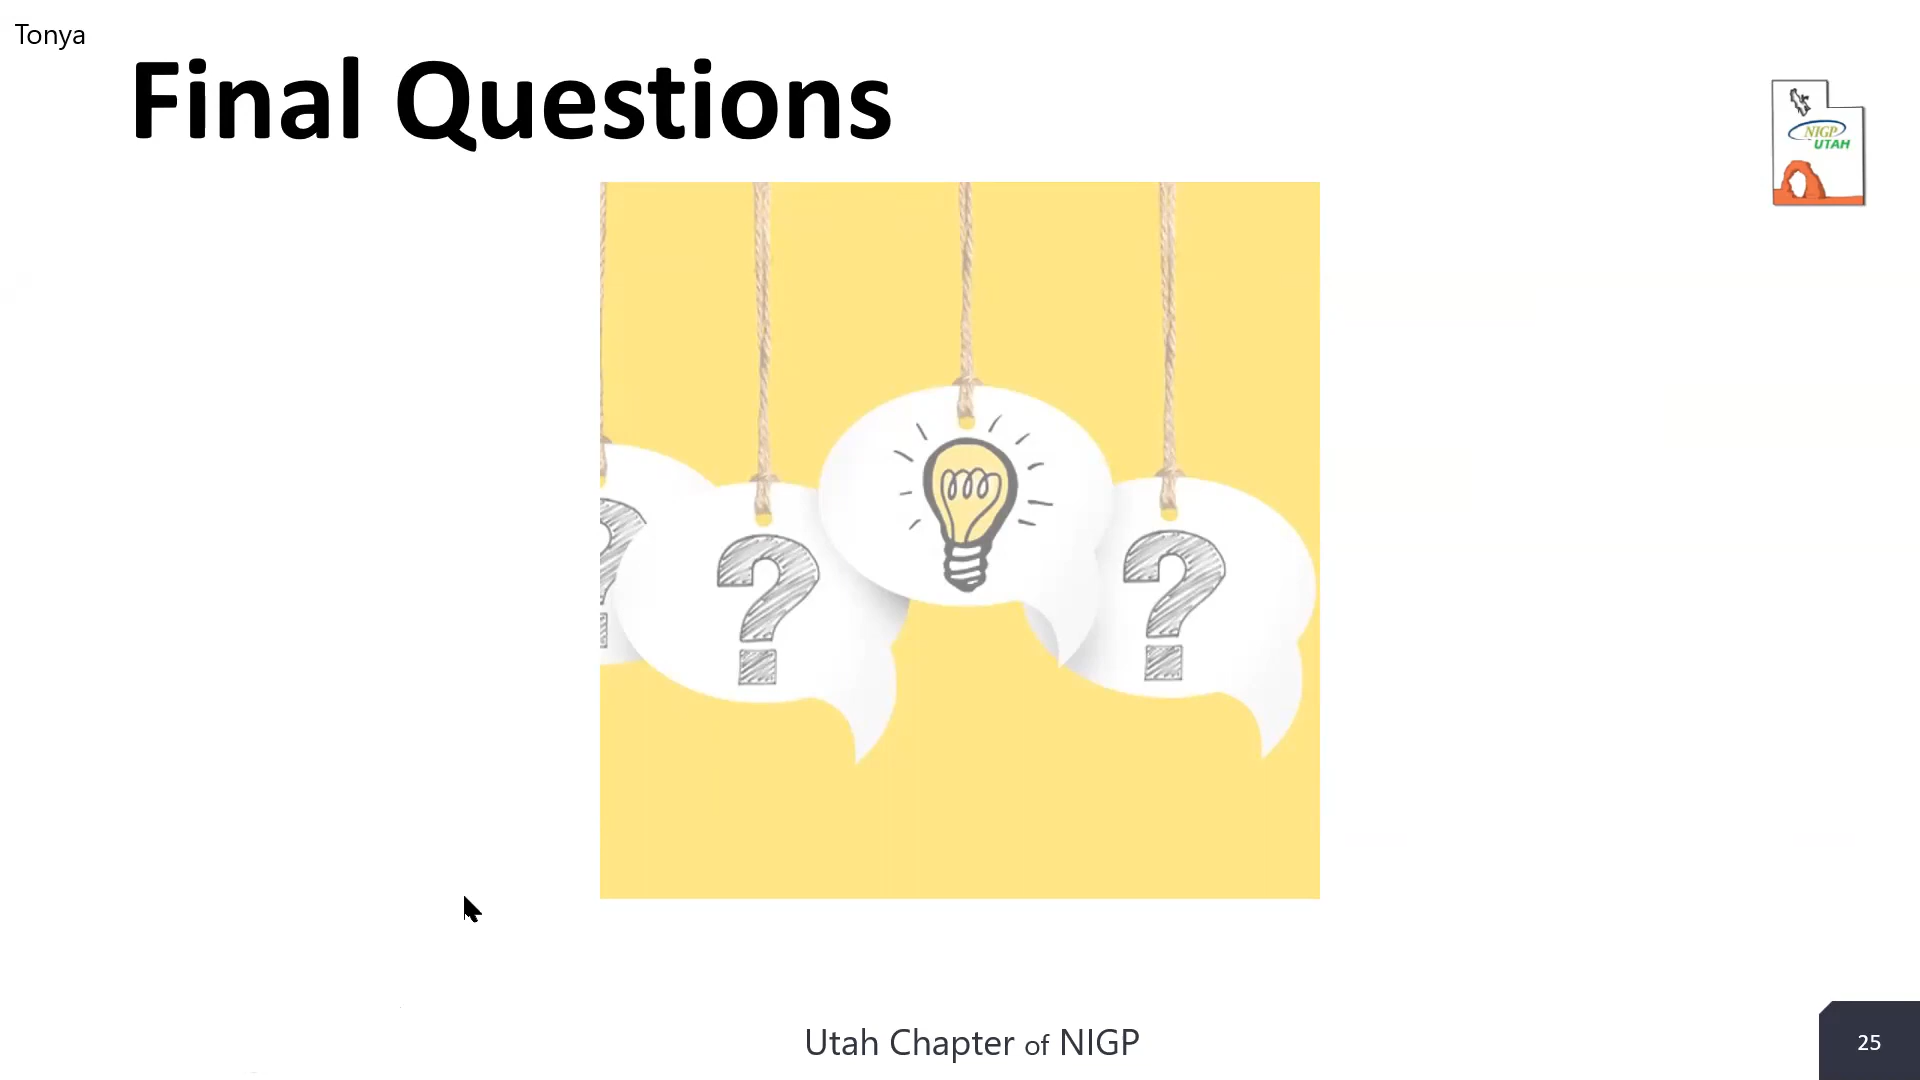 Tonya
Final Questions
NIGP
UTAH
?
?
?
Utah Chapter of NIGP
25